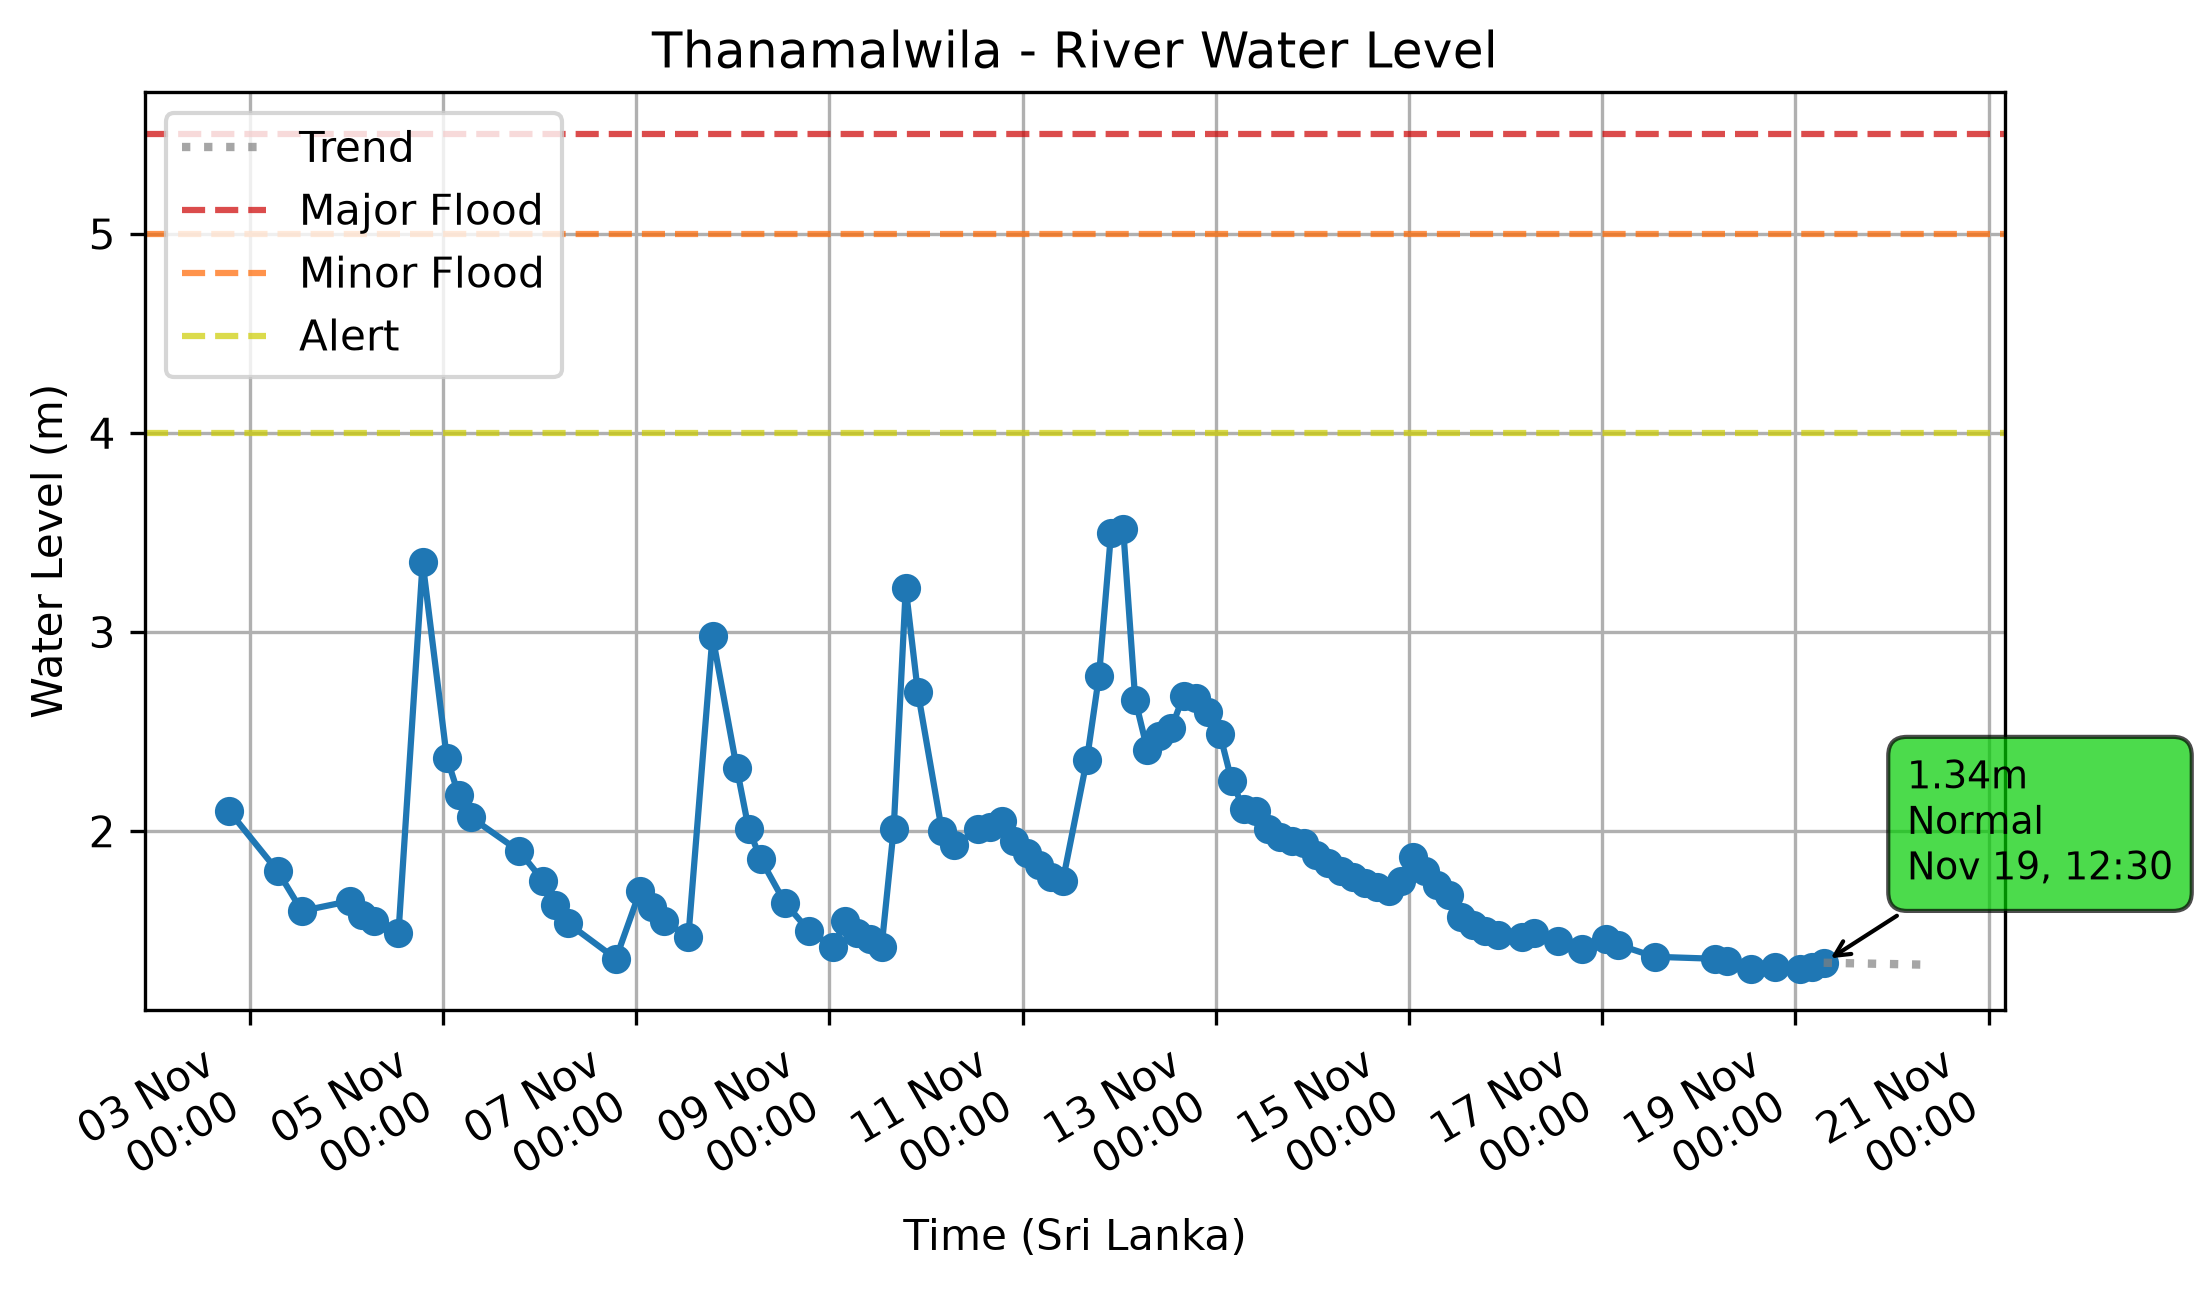 Thanamalwila - River Water Level
Trend
Major Flood
Minor Flood
Alert
5
4
3
2
Water Level (m)
1.34m
Normal
Nov 19, 12:30
03 Nov
00:00
05 Nov
00:00
07 Nov
00:00
09 Nov
00:00
11 Nov
00:00
13 Nov
00:00
15 Nov
00:00
17 Nov
00:00
19 Nov
00:00
21 Nov
00:00
Time (Sri Lanka)